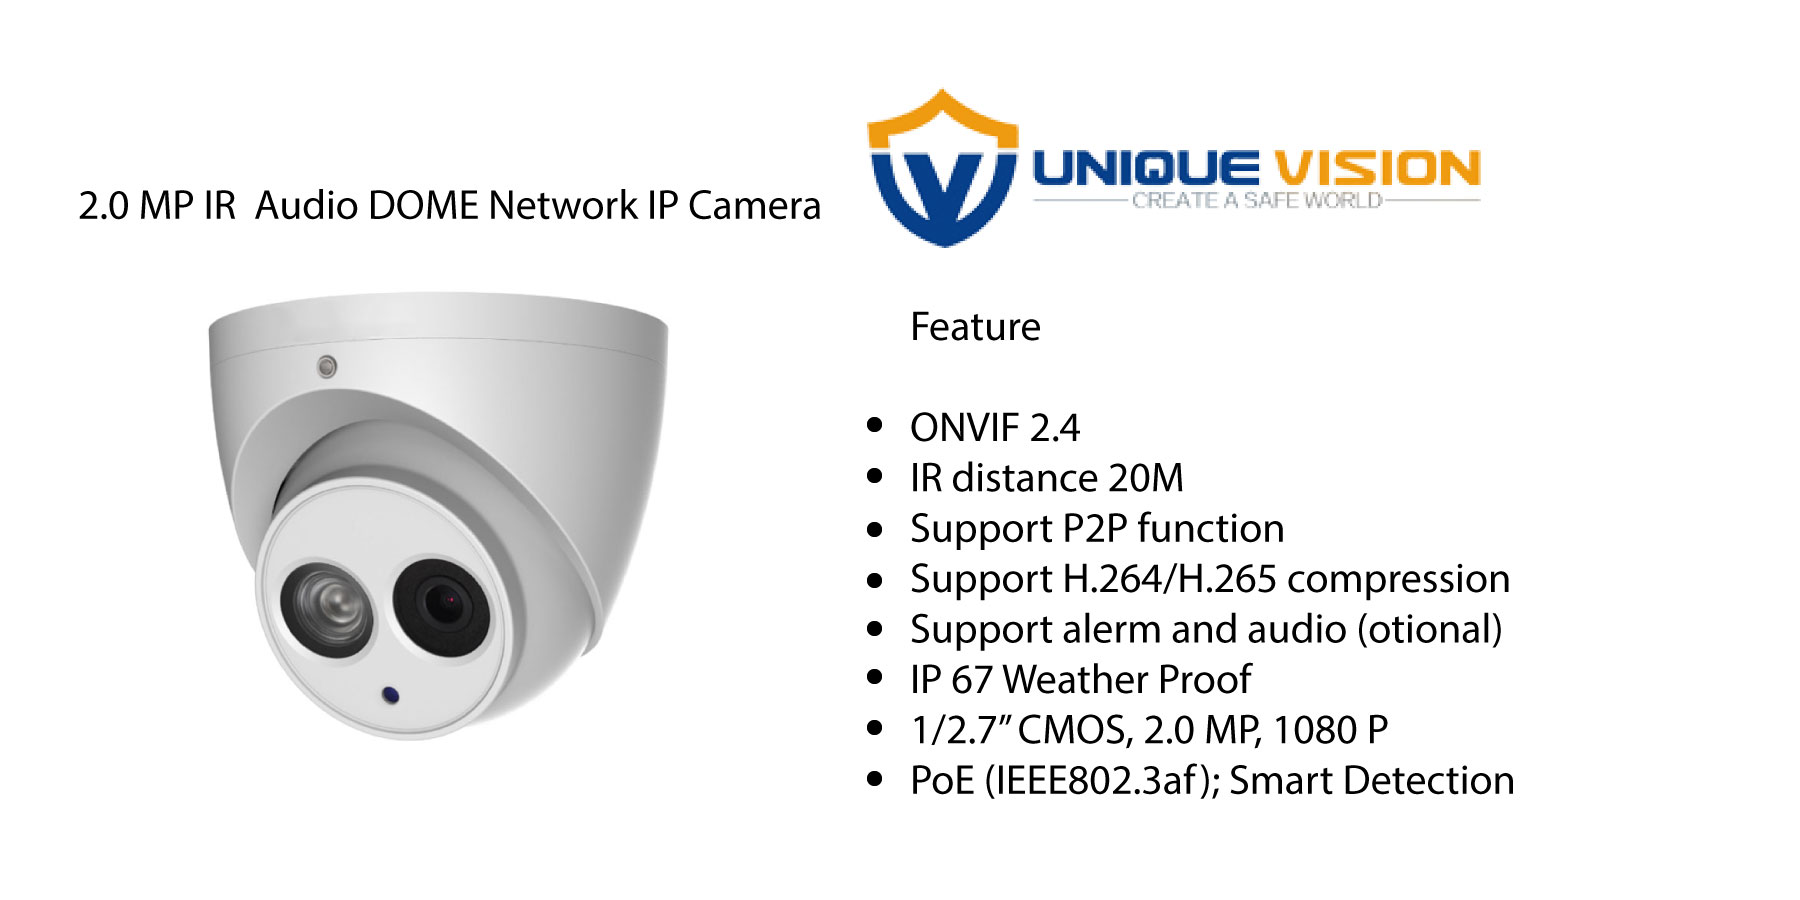 2.0 MP IR  Audio DOME Network IP Camera
UNIQUE VISION
CREATE A SAFE WORLD
Feature
• ONVIF 2.4
• IR distance 20M
• Support P2P function
• Support H.264/H.265 compression
• Support alerm and audio (otional)
• IP 67 Weather Proof
• 1/2.7” CMOS, 2.0 MP, 1080 P
• PoE (IEEE802.3af); Smart Detection